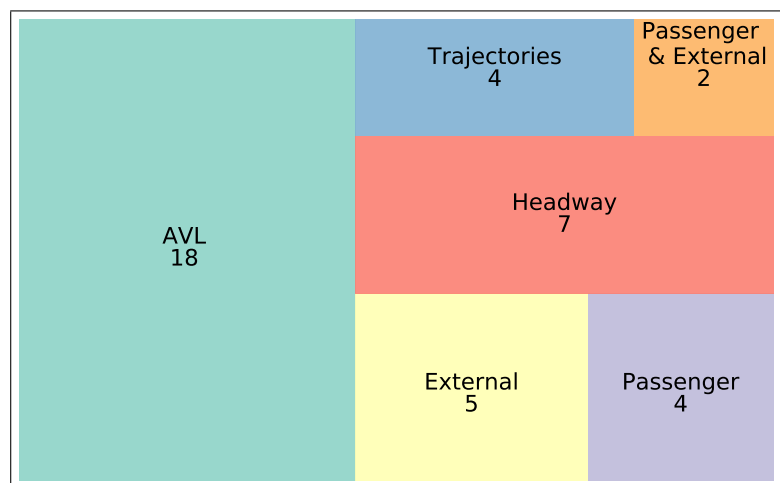 AVL
18
Trajectories
4
Passenger
& External
2
Headway
7
External
5
Passenger
4